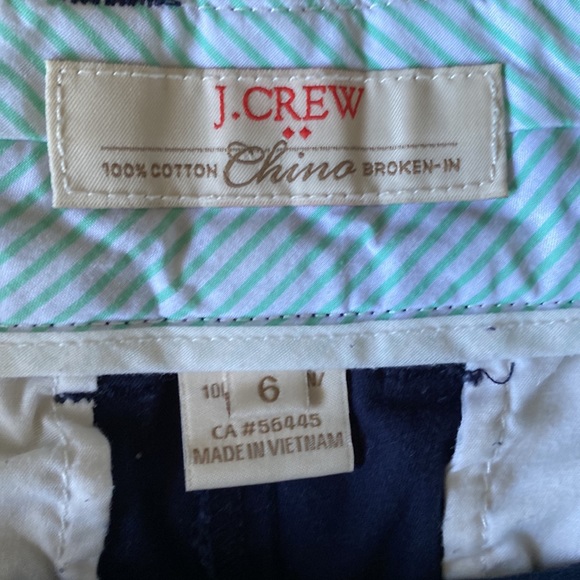 J.CREW
100% COTTON Chino BROKEN-IN
6
CA #56445
MADE IN VIETNAM